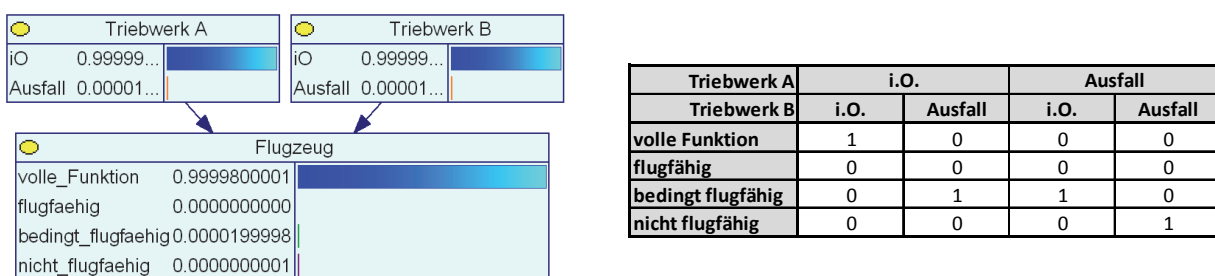 Triebwerk A
iO 0.99999...
Ausfall 0.00001...
Triebwerk B
iO 0.99999...
Ausfall 0.00001...
Flugzeug
volle_Funktion 0.9999800001
flugfaehig 0.0000000000
bedingt_flugfaehig 0.0000199998
nicht_flugfaehig 0.0000000001
Triebwerk A i.O. Ausfall
Triebwerk B i.O. Ausfall i.O. Ausfall
volle Funktion 1 0 0 0
flugfähig 0 0 0 0
bedingt flugfähig 0 1 1 0
nicht flugfähig 0 0 0 1